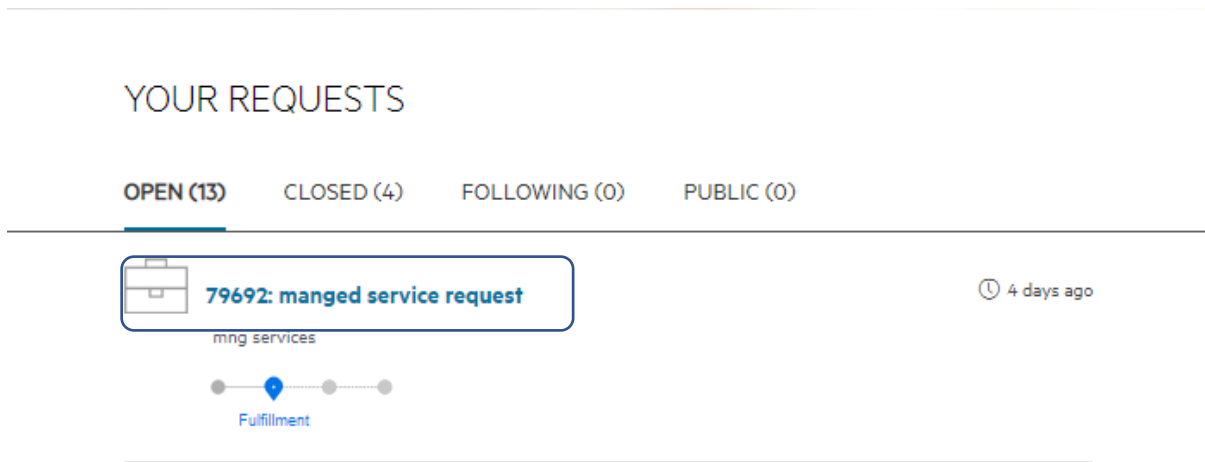 YOUR REQUESTS
OPEN (13) CLOSED (4) FOLLOWING (0) PUBLIC (0)
79692: manged service request 4 days ago
mng services
Fulfillment